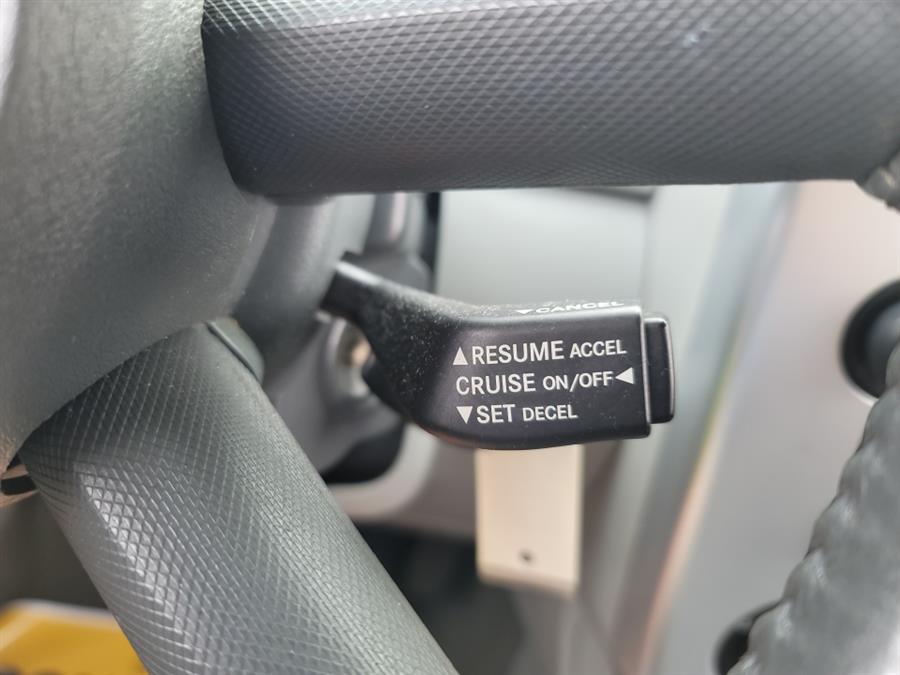 ▼CANCEL
▲RESUME ACCEL
CRUISE ON/OFF◀
▼SET DECEL